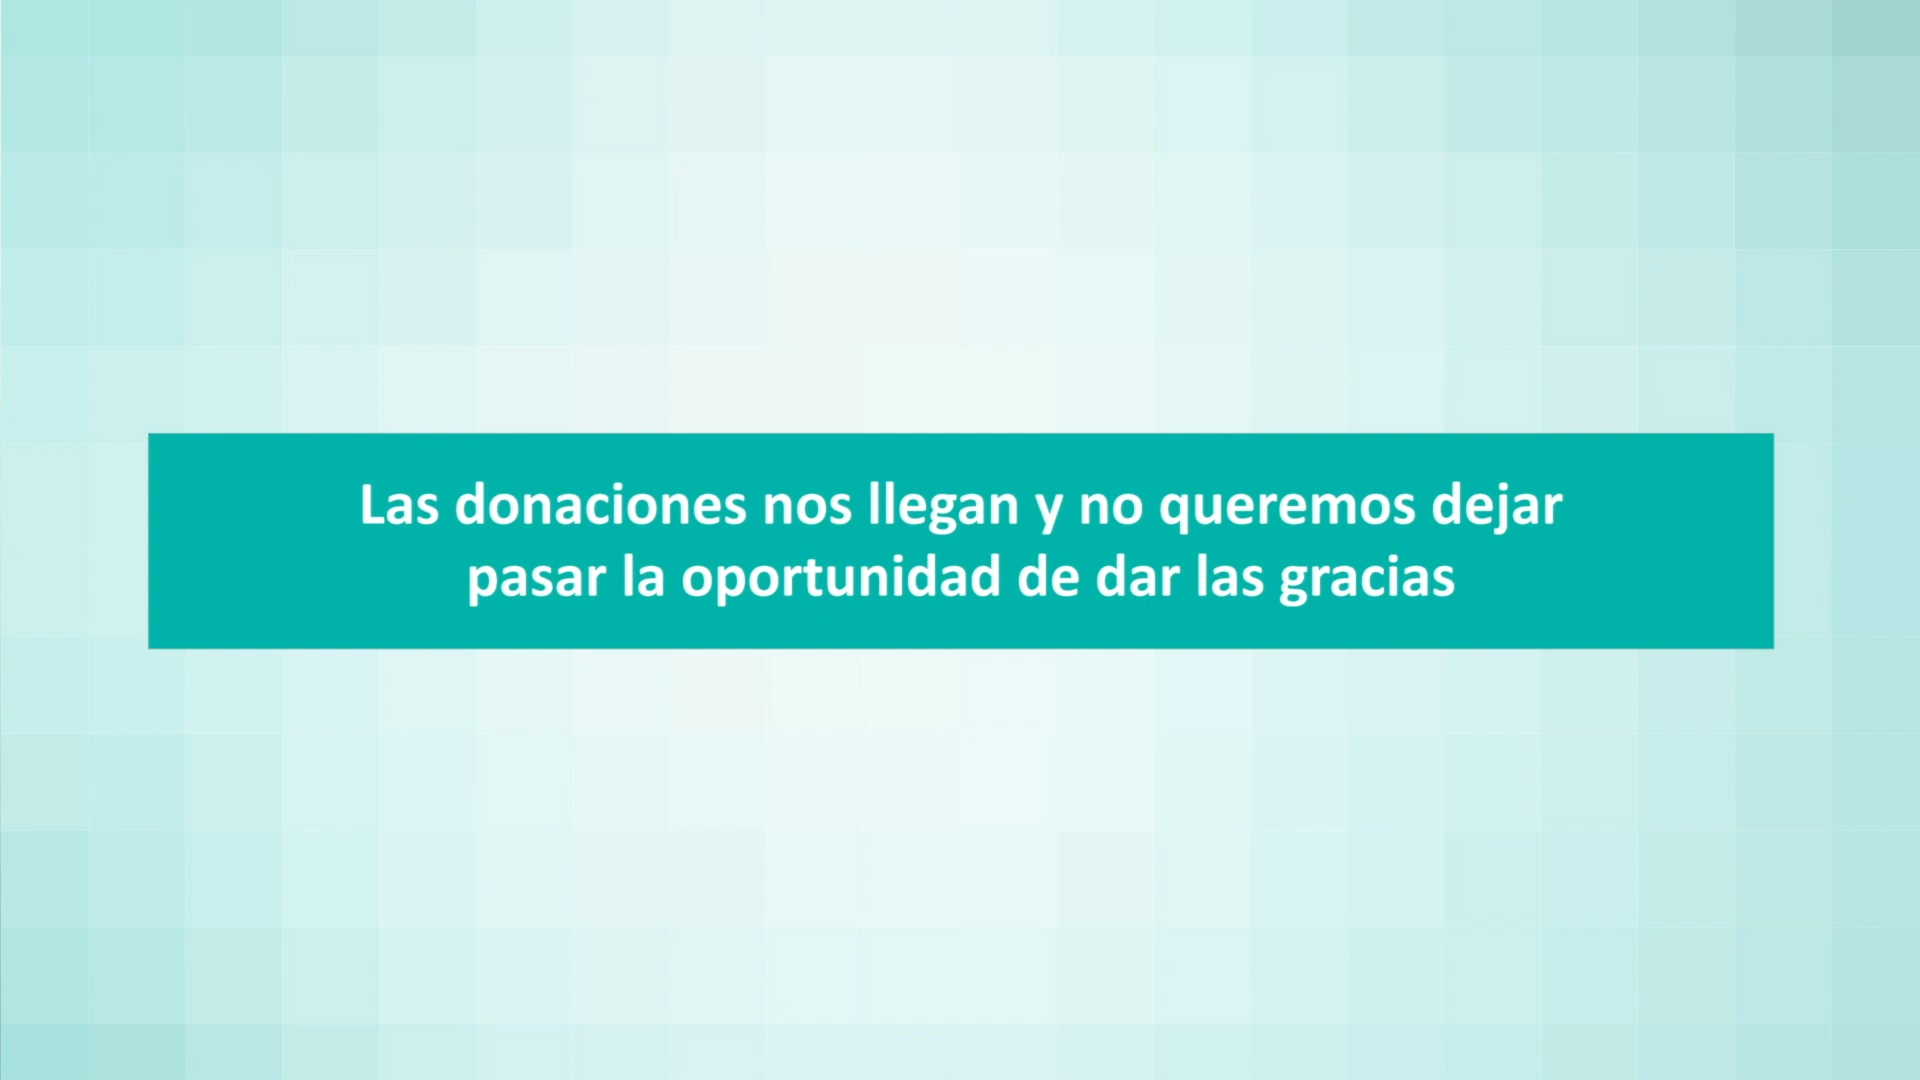 Las donaciones nos llegan y no queremos dejar
pasar la oportunidad de dar las gracias